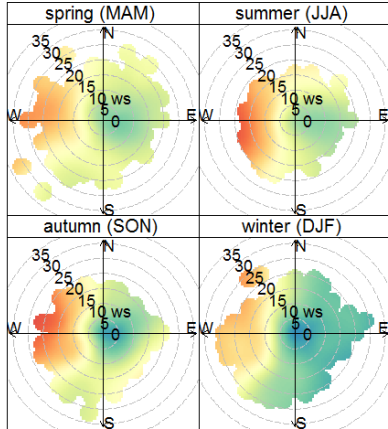 spring (MAM)
N
35
30
25
20
15
10 ws
5
0
W
E
S
summer (JJA)
N
35
30
25
20
15
10 ws
5
0
W
E
S
autumn (SON)
N
35
30
25
20
15
10 ws
5
0
W
E
S
winter (DJF)
N
35
30
25
20
15
10 ws
5
0
W
E
S